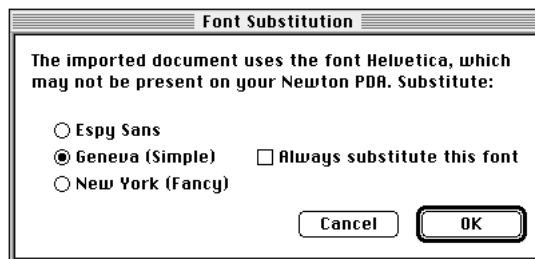 Font Substitution
The imported document uses the font Helvetica, which
may not be present on your Newton PDA. Substitute:
Espy Sans
Geneva (Simple)
Always substitute this font
New York (Fancy)
Cancel
OK